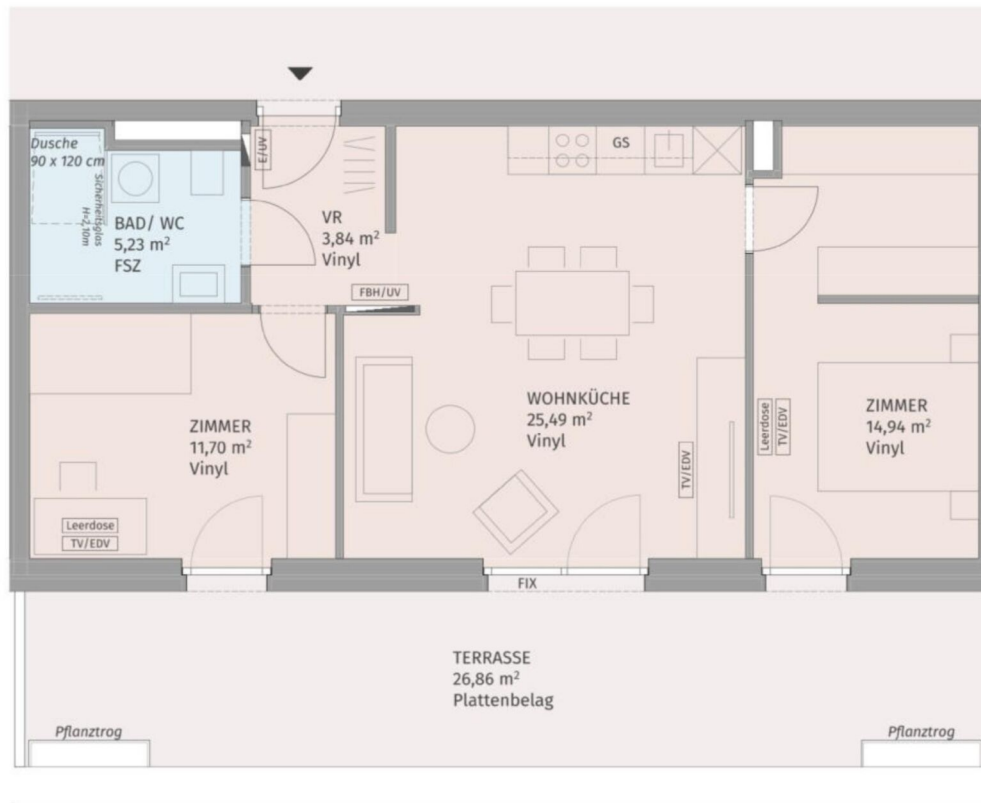 Dusche
90 x 120 cm
Sicherheitsglas
H=2,10m
BAD/ WC
5,23 m²
FSZ
E/UV
VR
3,84 m²
Vinyl
FBH/UV
GS
WOHNKÜCHE
25,49 m²
Vinyl
TV/EDV
ZIMMER
11,70 m²
Vinyl
Leerdose
TV/EDV
ZIMMER
14,94 m²
Vinyl
Leerdose
TV/EDV
FIX
TERRASSE
26,86 m²
Plattenbelag
Pflanztrog
Pflanztrog